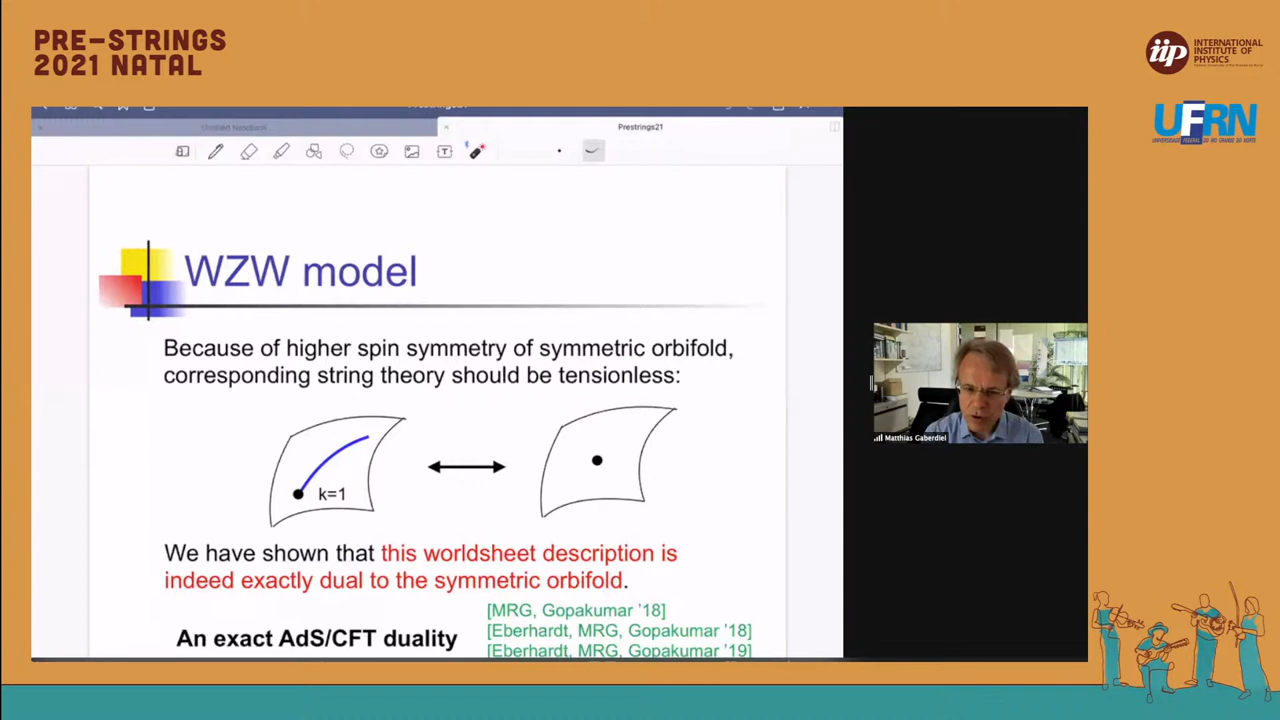 PRE-STRINGS
2021 NATAL
iip
INTERNATIONAL
INSTITUTE OF
PHYSICS
UFRN
Untitled Notebook
Prestrings21
T
WZW model
Because of higher spin symmetry of symmetric orbifold,
corresponding string theory should be tensionless:
k=1
We have shown that this worldsheet description is
indeed exactly dual to the symmetric orbifold.
[MRG, Gopakumar '18]
An exact AdS/CFT duality
[Eberhardt, MRG, Gopakumar '18]
[Eberhardt, MRG, Gopakumar '19]
Matthias Gaberdiel